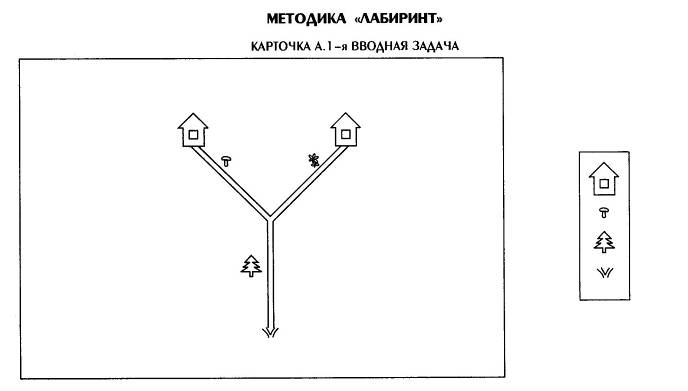 МЕТОДИКА «ЛАБИРИНТ»
КАРТОЧКА А.1–я ВВОДНАЯ ЗАДАЧА